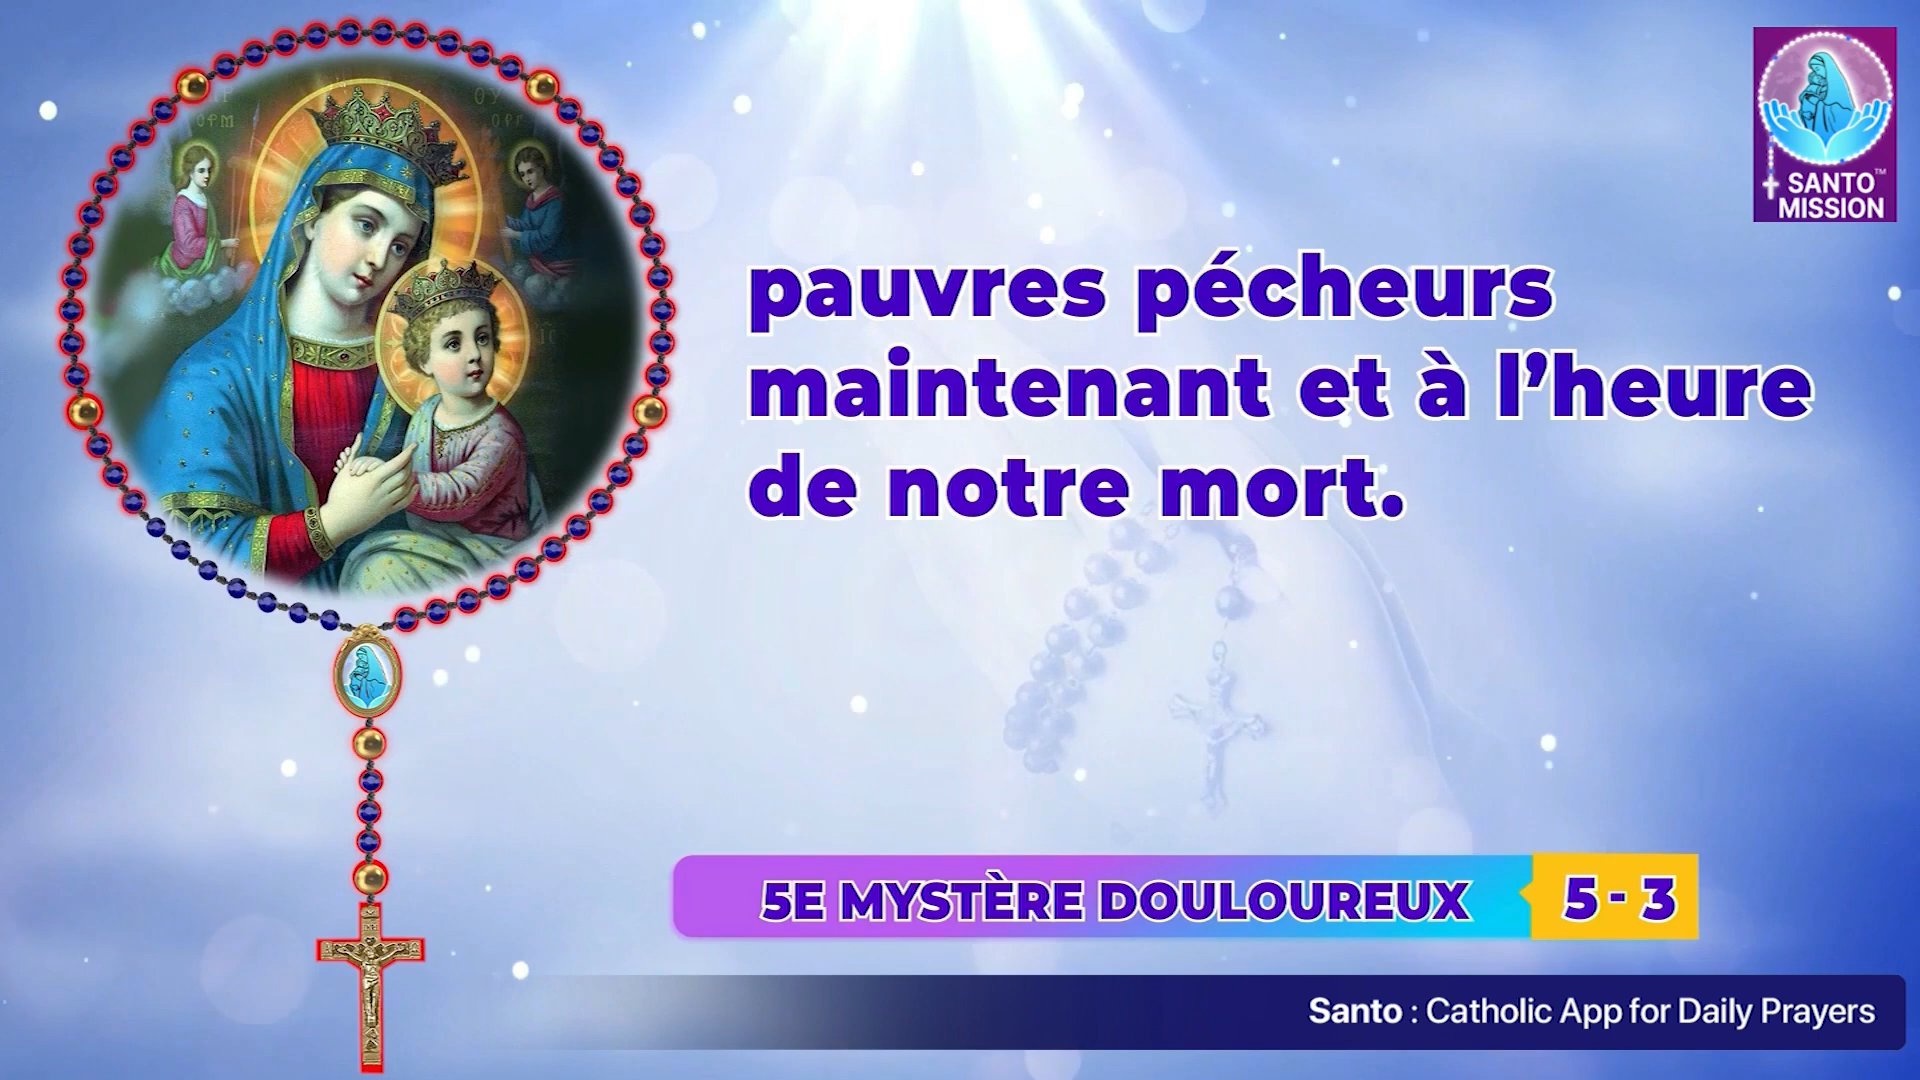 SANTO™
MISSION
pauvres pécheurs
maintenant et à l’heure
de notre mort.
5E MYSTÈRE DOULOUREUX
5 - 3
Santo : Catholic App for Daily Prayers